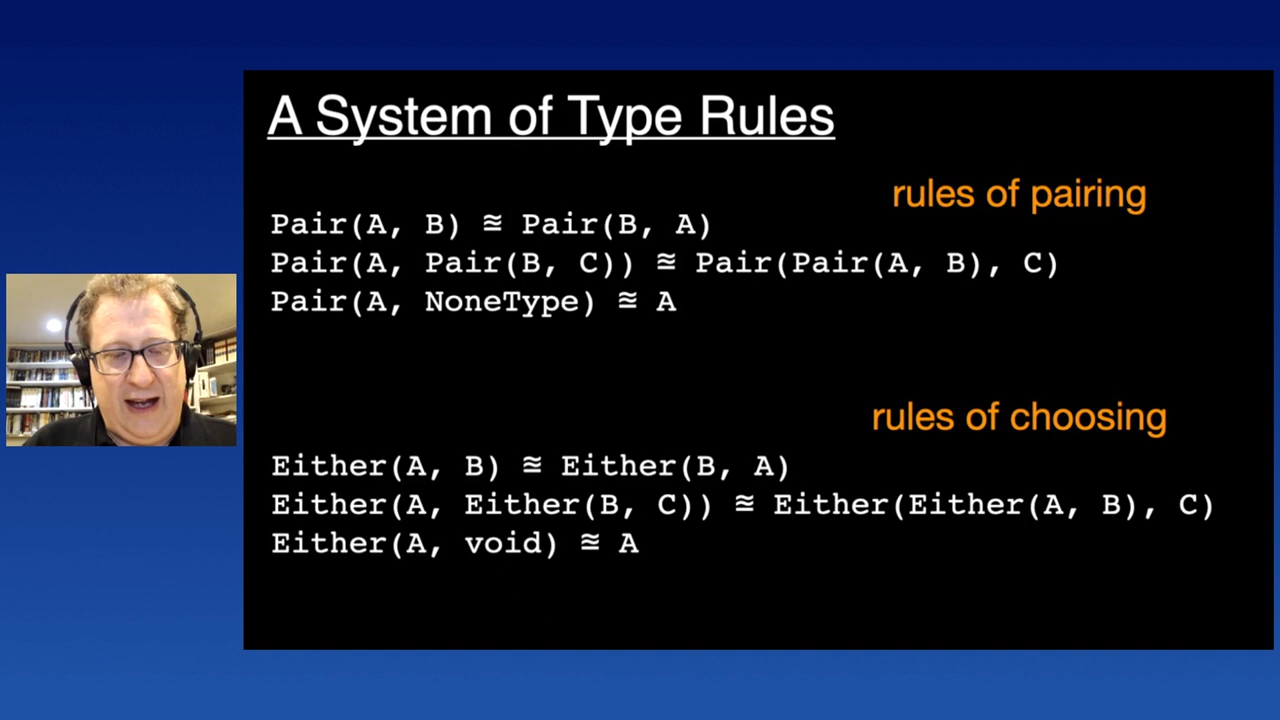 A System of Type Rules
rules of pairing
Pair(A, B) ≊ Pair(B, A)
Pair(A, Pair(B, C)) ≊ Pair(Pair(A, B), C)
Pair(A, NoneType) ≊ A
rules of choosing
Either(A, B) ≊ Either(B, A)
Either(A, Either(B, C)) ≊ Either(Either(A, B), C)
Either(A, void) ≊ A